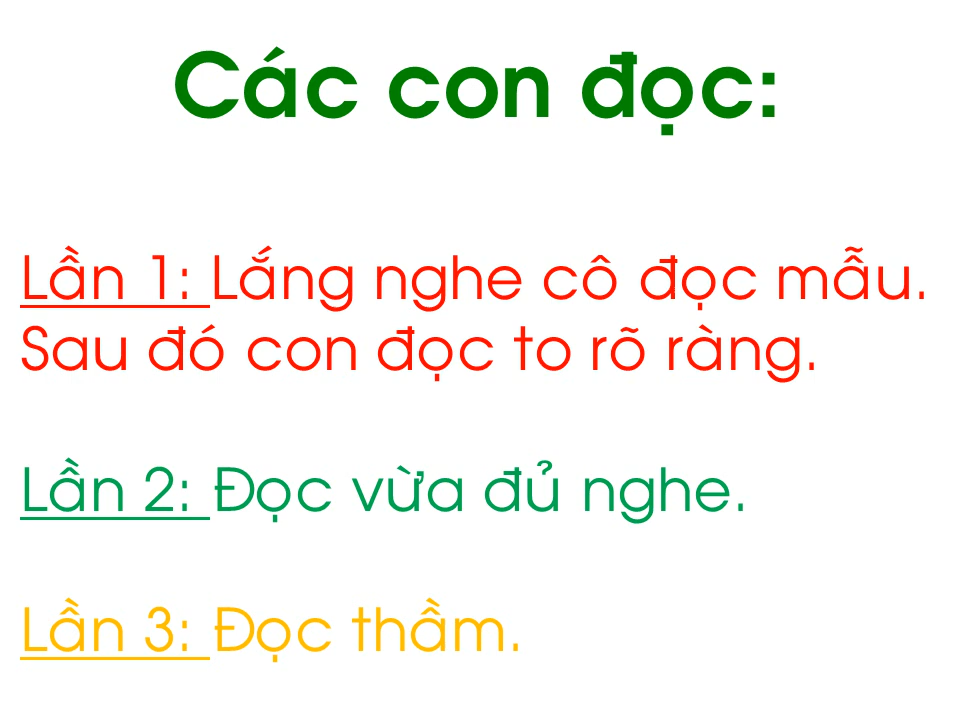 Các con đọc:
Lần 1: Lắng nghe cô đọc mẫu.
Sau đó con đọc to rõ ràng.
Lần 2: Đọc vừa đủ nghe.
Lần 3: Đọc thầm.